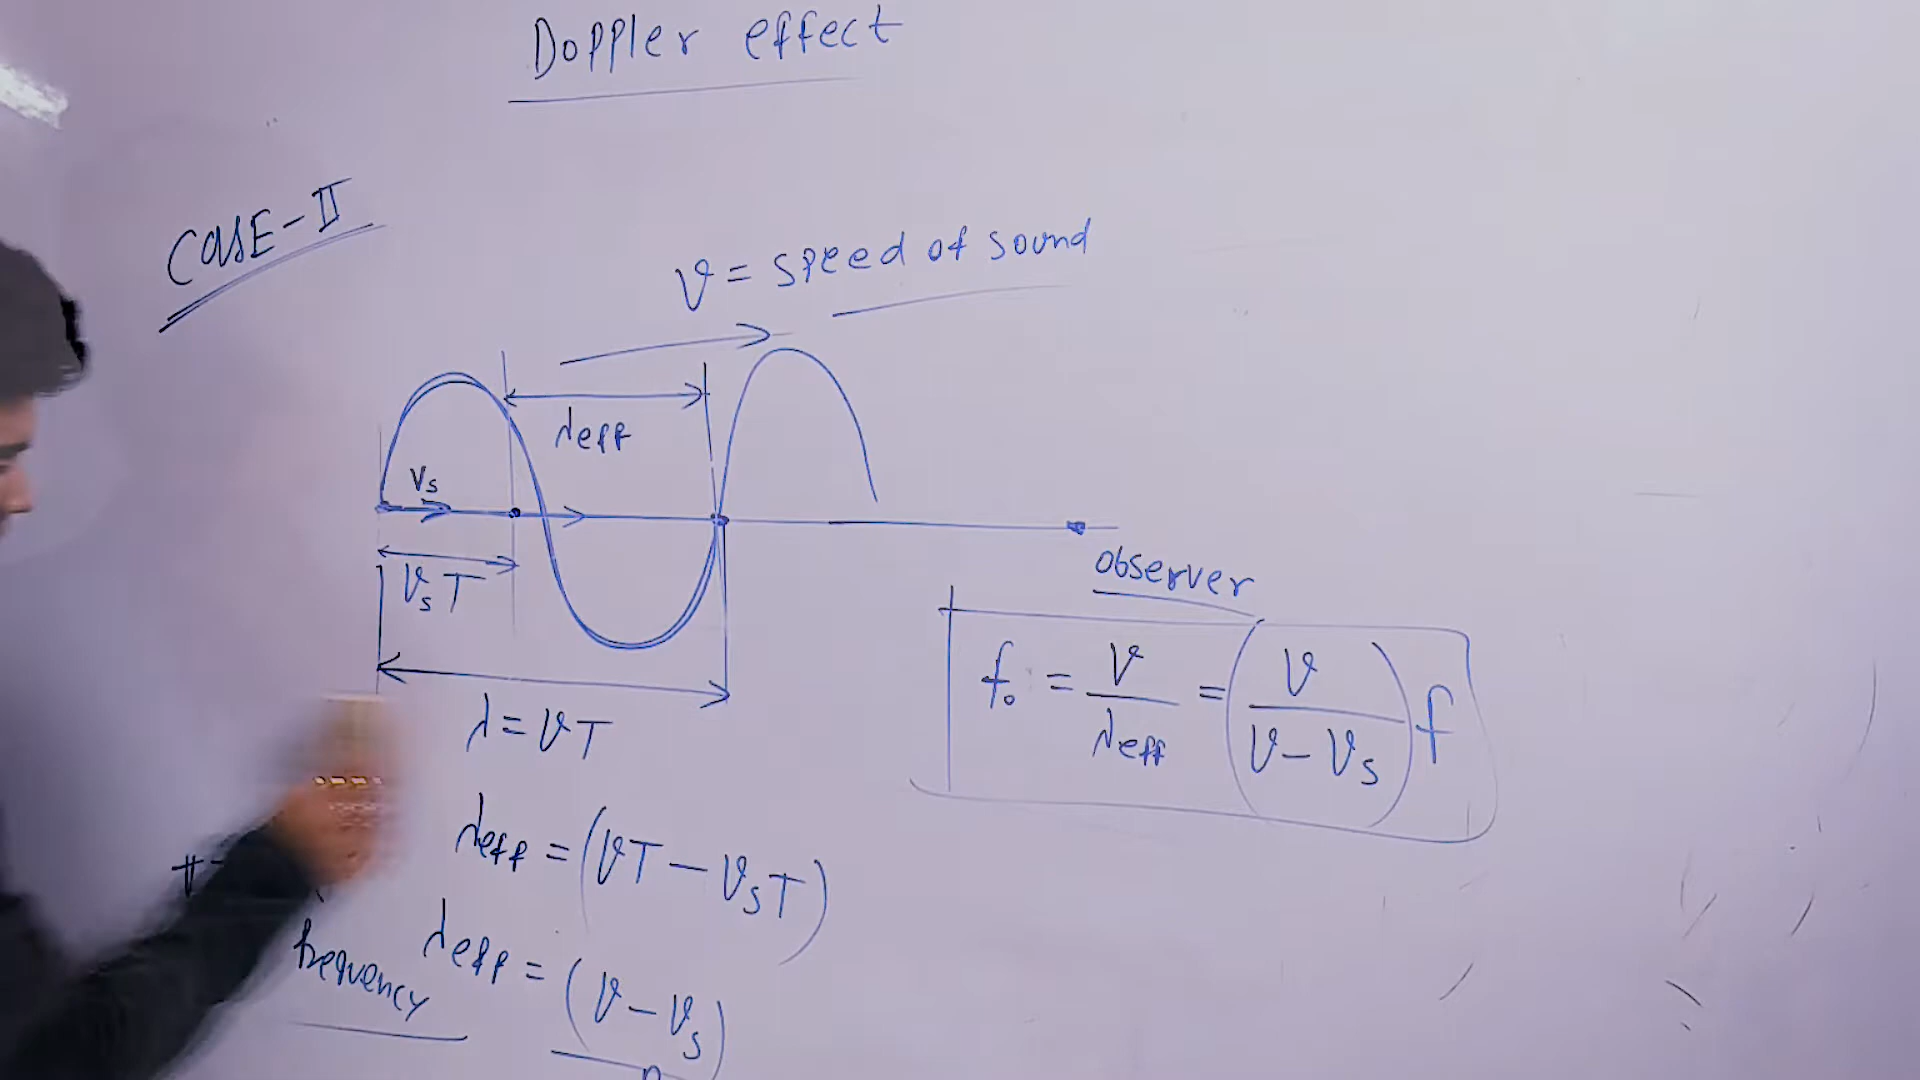 Doppler effect
CASE-II
v = speed of sound
λeff
Vs
VsT
observer
f₀ = v/λeff = (v/(v-vs)) f
λ = vT
λeff = (vT - vsT)
frequency
λeff = (v-vs)